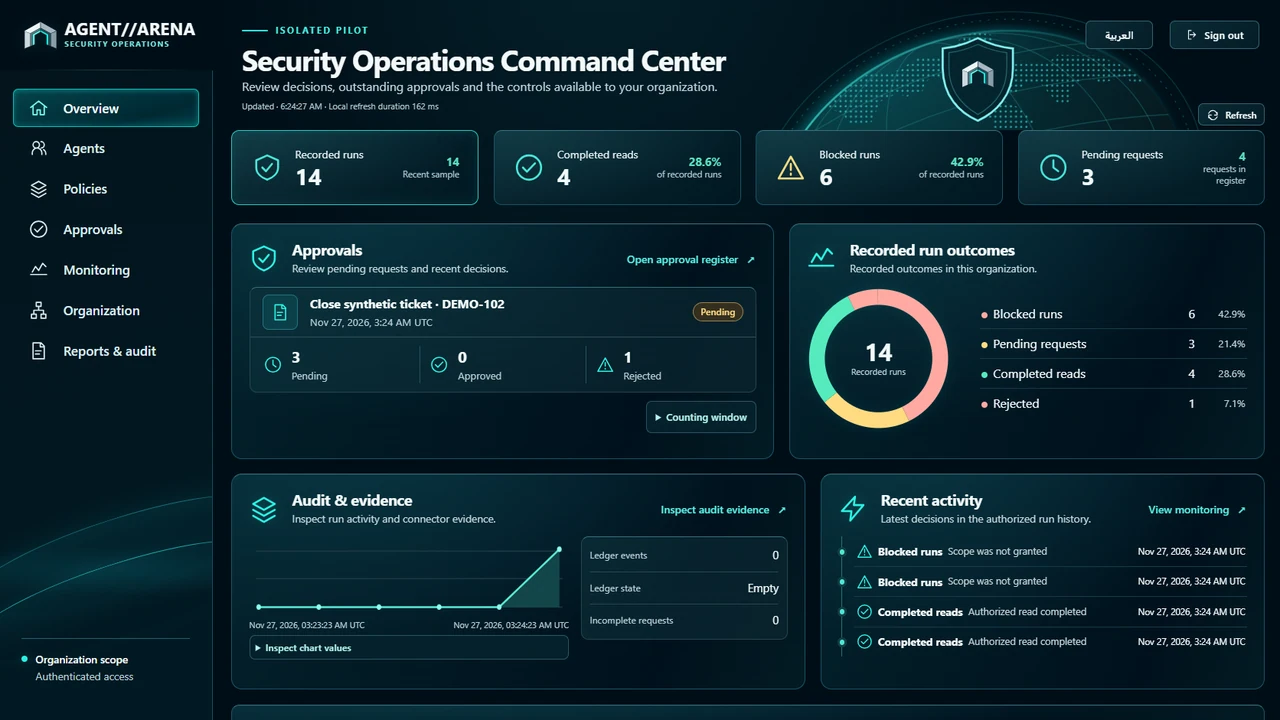 AGENT//ARENA
SECURITY OPERATIONS
Overview
Agents
Policies
Approvals
Monitoring
Organization
Reports & audit
Organization scope
Authenticated access
ISOLATED PILOT
Security Operations Command Center
Review decisions, outstanding approvals and the controls available to your organization.
Updated · 6:24:27 AM · Local refresh duration 162 ms
العربية
Sign out
Refresh
Recorded runs
14
14
Recent sample
Completed reads
4
28.6%
of recorded runs
Blocked runs
6
42.9%
of recorded runs
Pending requests
3
4
requests in
register
Approvals
Review pending requests and recent decisions.
Open approval register ↗
Close synthetic ticket · DEMO-102
Nov 27, 2026, 3:24 AM UTC
Pending
3
Pending
0
Approved
1
Rejected
▶ Counting window
Recorded run outcomes
Recorded outcomes in this organization.
14
Recorded runs
Blocked runs 6 42.9%
Pending requests 3 21.4%
Completed reads 4 28.6%
Rejected 1 7.1%
Audit & evidence
Inspect run activity and connector evidence.
Inspect audit evidence ↗
Nov 27, 2026, 03:23:23 AM UTC
Nov 27, 2026, 03:24:23 AM UTC
▶ Inspect chart values
Ledger events 0
Ledger state Empty
Incomplete requests 0
Recent activity
Latest decisions in the authorized run history.
View monitoring ↗
Blocked runs Scope was not granted Nov 27, 2026, 3:24 AM UTC
Blocked runs Scope was not granted Nov 27, 2026, 3:24 AM UTC
Completed reads Authorized read completed Nov 27, 2026, 3:24 AM UTC
Completed reads Authorized read completed Nov 27, 2026, 3:24 AM UTC